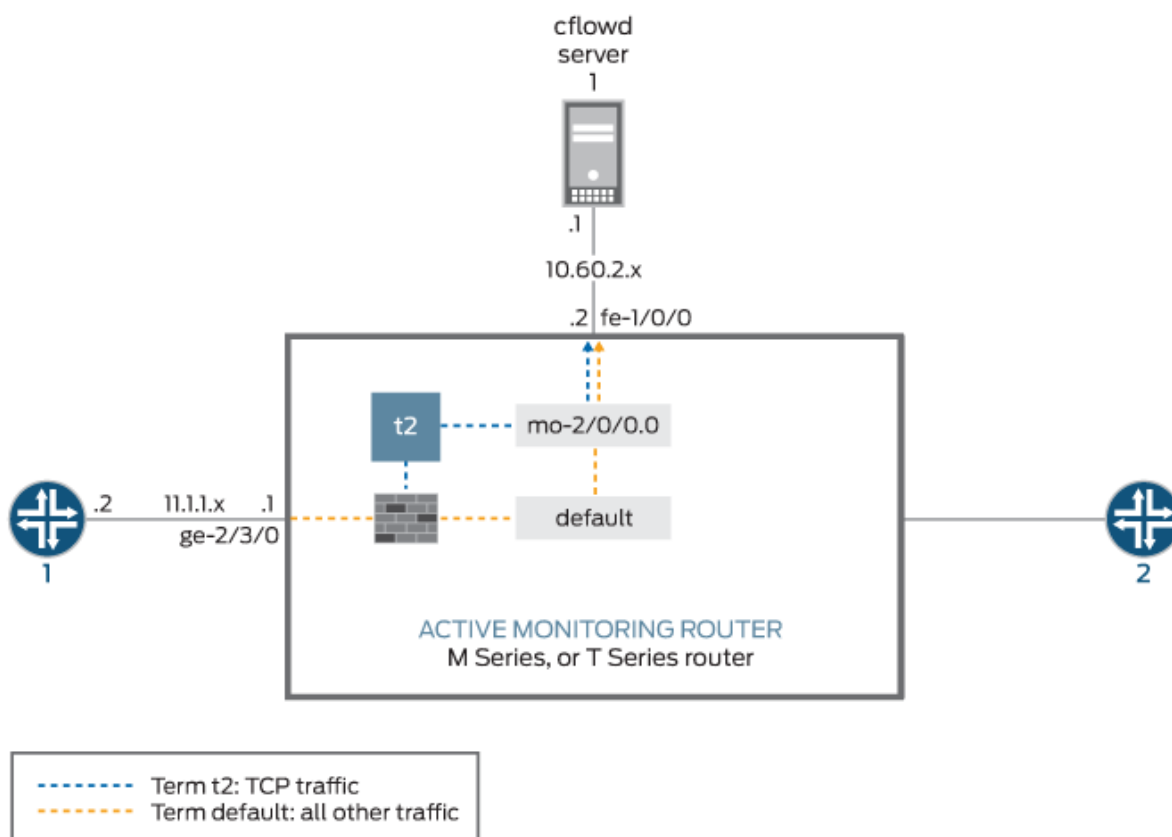 cflowd
server
1
.1
10.60.2.x
.2 fe-1/0/0
t2
mo-2/0/0.0
.2 11.1.1.x .1
ge-2/3/0
default
1
2
ACTIVE MONITORING ROUTER
M Series, or T Series router
Term t2: TCP traffic
Term default: all other traffic